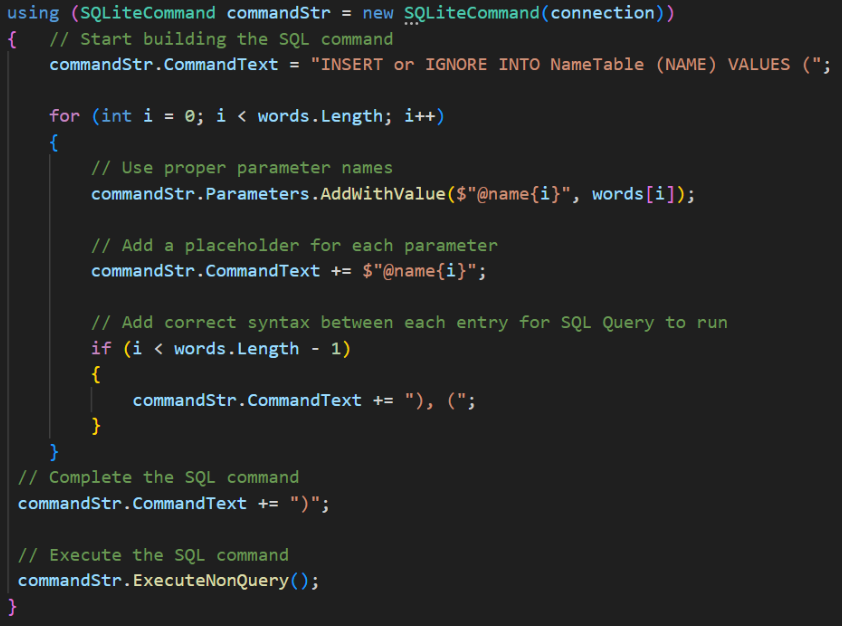 using (SQLiteCommand commandStr = new SQLiteCommand(connection))
{ // Start building the SQL command
commandStr.CommandText = "INSERT or IGNORE INTO NameTable (NAME) VALUES (";
for (int i = 0; i < words.Length; i++)
{
// Use proper parameter names
commandStr.Parameters.AddWithValue($"@name{i}", words[i]);
// Add a placeholder for each parameter
commandStr.CommandText += $"@name{i}";
// Add correct syntax between each entry for SQL Query to run
if (i < words.Length - 1)
{
commandStr.CommandText += "), (";
}
}
// Complete the SQL command
commandStr.CommandText += ")";
// Execute the SQL command
commandStr.ExecuteNonQuery();
}